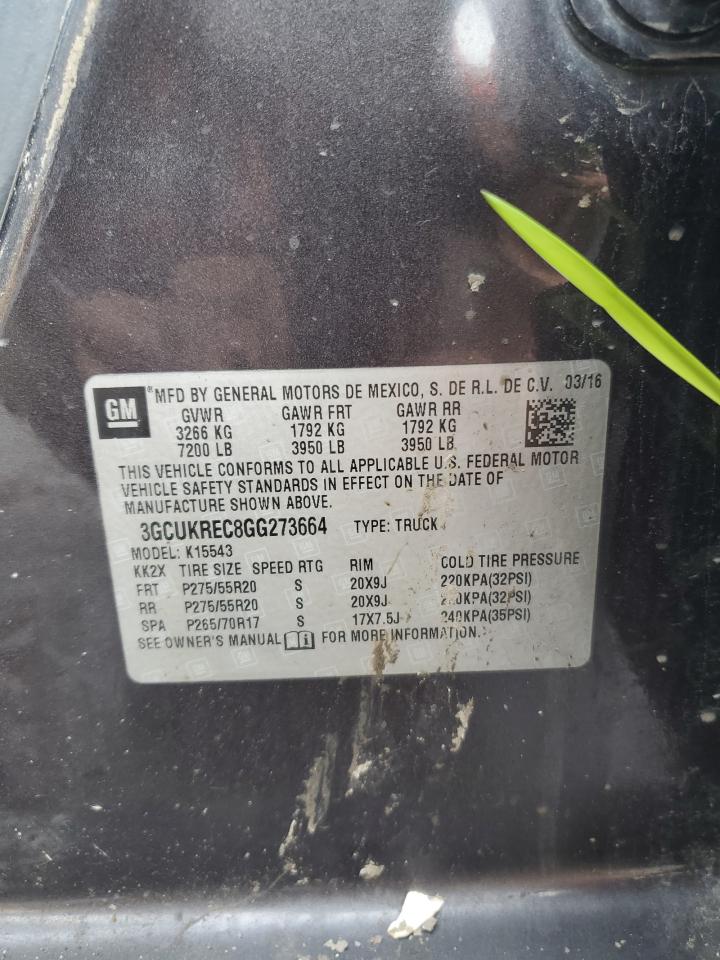 GM ®MFD BY GENERAL MOTORS DE MEXICO, S. DE R.L. DE C.V. 03/16
GVWR GAWR FRT GAWR RR
3266 KG 1792 KG 1792 KG
7200 LB 3950 LB 3950 LB
THIS VEHICLE CONFORMS TO ALL APPLICABLE U.S. FEDERAL MOTOR
VEHICLE SAFETY STANDARDS IN EFFECT ON THE DATE OF
MANUFACTURE SHOWN ABOVE.
3GCUKREC8GG273664 TYPE: TRUCK
MODEL: K15543
KK2X TIRE SIZE SPEED RTG RIM COLD TIRE PRESSURE
FRT P275/55R20 S 20X9J 220KPA(32PSI)
RR P275/55R20 S 20X9J 220KPA(32PSI)
SPA P265/70R17 S 17X7.5J 240KPA(35PSI)
SEE OWNER'S MANUAL FOR MORE INFORMATION.